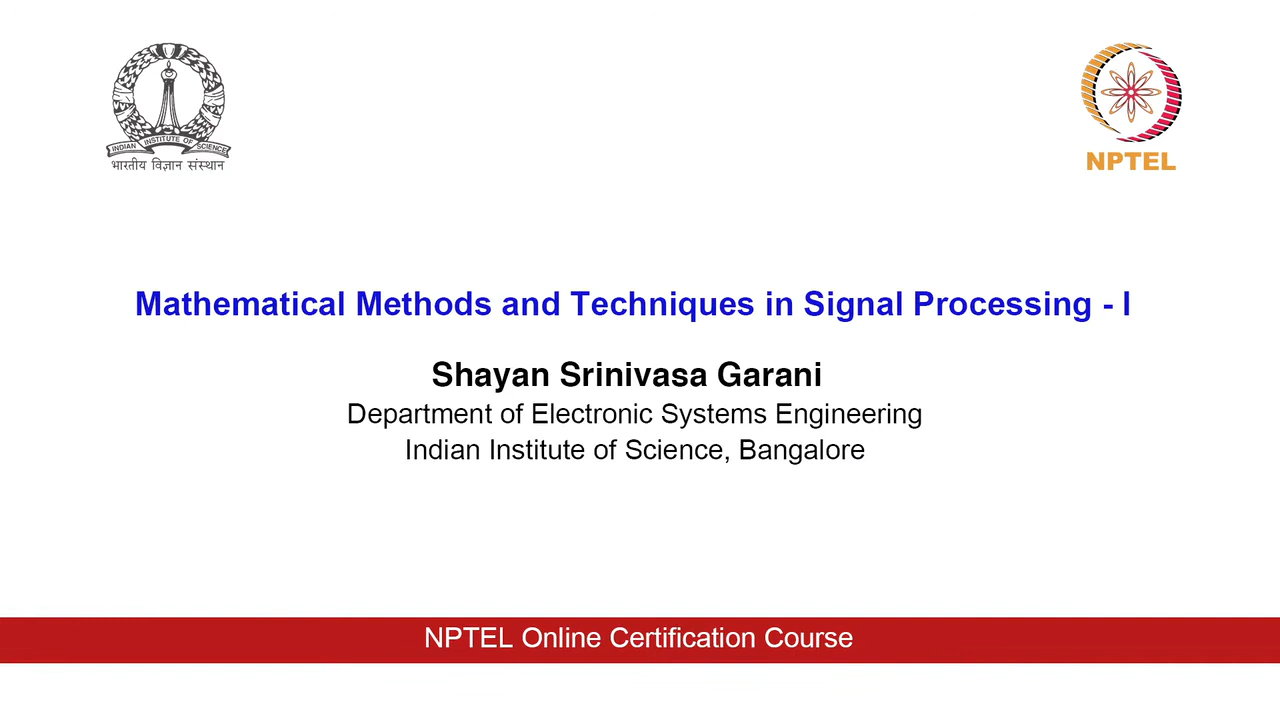 INDIAN INSTITUTE OF SCIENCE
भारतीय विज्ञान संस्थान
NPTEL
Mathematical Methods and Techniques in Signal Processing - I
Shayan Srinivasa Garani
Department of Electronic Systems Engineering
Indian Institute of Science, Bangalore
NPTEL Online Certification Course